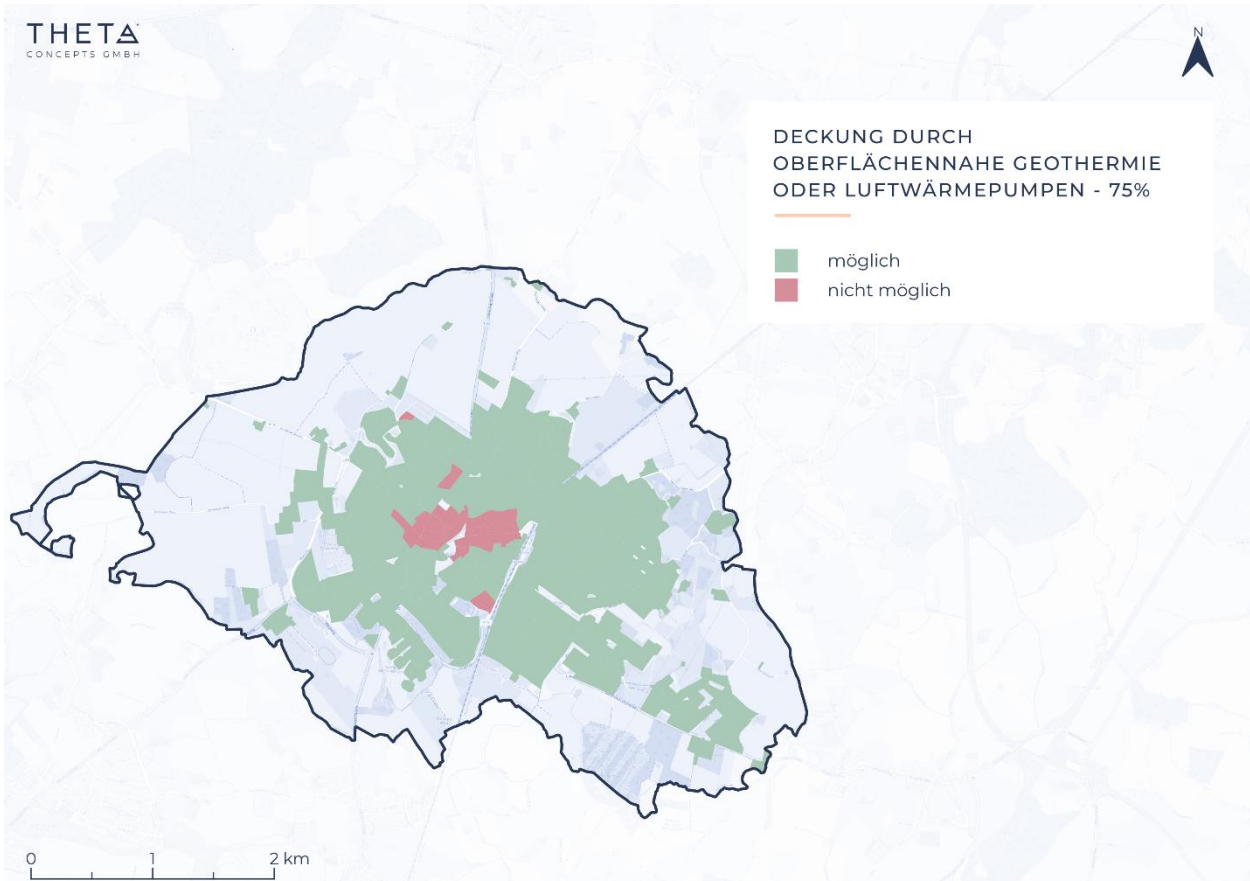 THETA
CONCEPTS GMBH
N
DECKUNG DURCH
OBERFLÄCHENNAHE GEOTHERMIE
ODER LUFTWÄRMEPUMPEN - 75%
möglich
nicht möglich
0 1 2 km